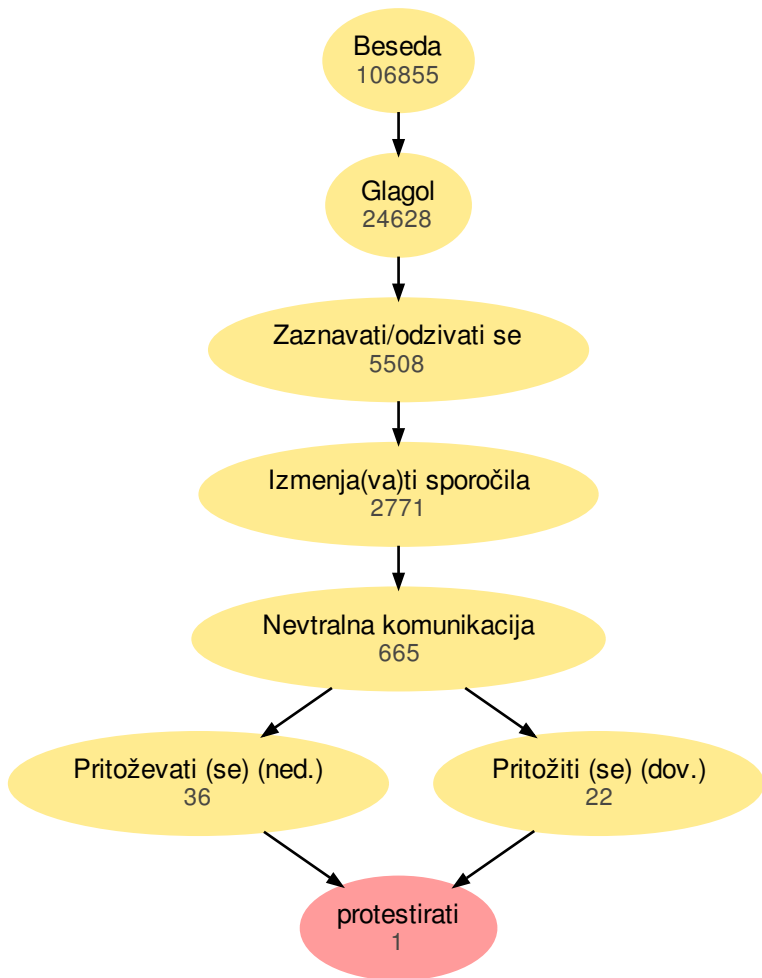 Beseda
106855
Glagol
24628
Zaznavati/odzivati se
5508
Izmenja(va)ti sporočila
2771
Nevtralna komunikacija
665
Pritoževati (se) (ned.)
36
Pritožiti (se) (dov.)
22
protestirati
1